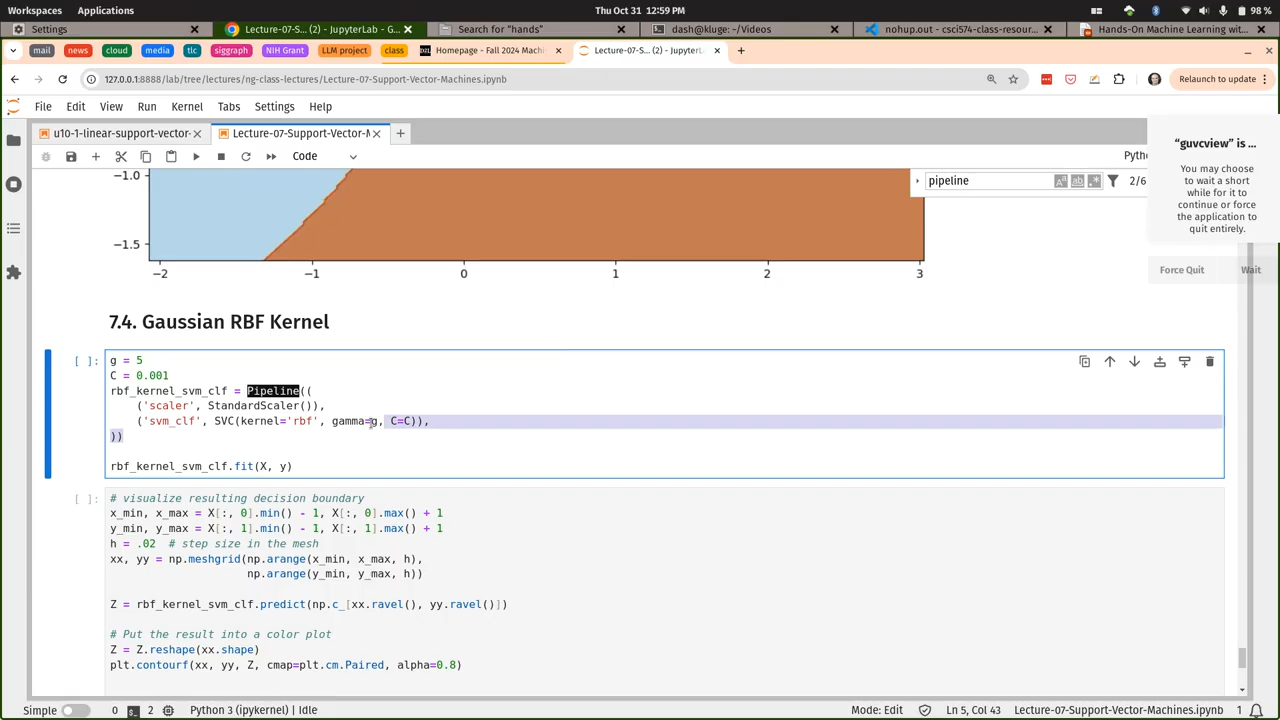 Workspaces Applications Thu Oct 31 12:59 PM 98 %
Settings Lecture-07-S... (2) - JupyterLab - G... Search for "hands" dash@kluge: ~/Videos nohup.out - csci574-class-resour... Hands-On Machine Learning wit...
mail news cloud media tlc siggraph NIH Grant LLM project class Homepage - Fall 2024 Machin... Lecture-07-S... (2) - JupyterLab
127.0.0.1:8888/lab/tree/lectures/ng-class-lectures/Lecture-07-Support-Vector-Machines.ipynb Relaunch to update
File Edit View Run Kernel Tabs Settings Help
u10-1-linear-support-vector- Lecture-07-Support-Vector-M
Code Pyth
"guvcview" is ...
You may choose
to wait a short
while for it to
continue or force
the application to
quit entirely.
Force Quit Wait
pipeline 2/6
−1.0
−1.5
−2 −1 0 1 2 3
7.4. Gaussian RBF Kernel
[ ]: g = 5
C = 0.001
rbf_kernel_svm_clf = Pipeline((
('scaler', StandardScaler()),
('svm_clf', SVC(kernel='rbf', gamma=g, C=C)),
))
rbf_kernel_svm_clf.fit(X, y)
[ ]: # visualize resulting decision boundary
x_min, x_max = X[:, 0].min() - 1, X[:, 0].max() + 1
y_min, y_max = X[:, 1].min() - 1, X[:, 1].max() + 1
h = .02 # step size in the mesh
xx, yy = np.meshgrid(np.arange(x_min, x_max, h),
np.arange(y_min, y_max, h))
Z = rbf_kernel_svm_clf.predict(np.c_[xx.ravel(), yy.ravel()])
# Put the result into a color plot
Z = Z.reshape(xx.shape)
plt.contourf(xx, yy, Z, cmap=plt.cm.Paired, alpha=0.8)
Simple 0 2 Python 3 (ipykernel) | Idle Mode: Edit Ln 5, Col 43 Lecture-07-Support-Vector-Machines.ipynb 1